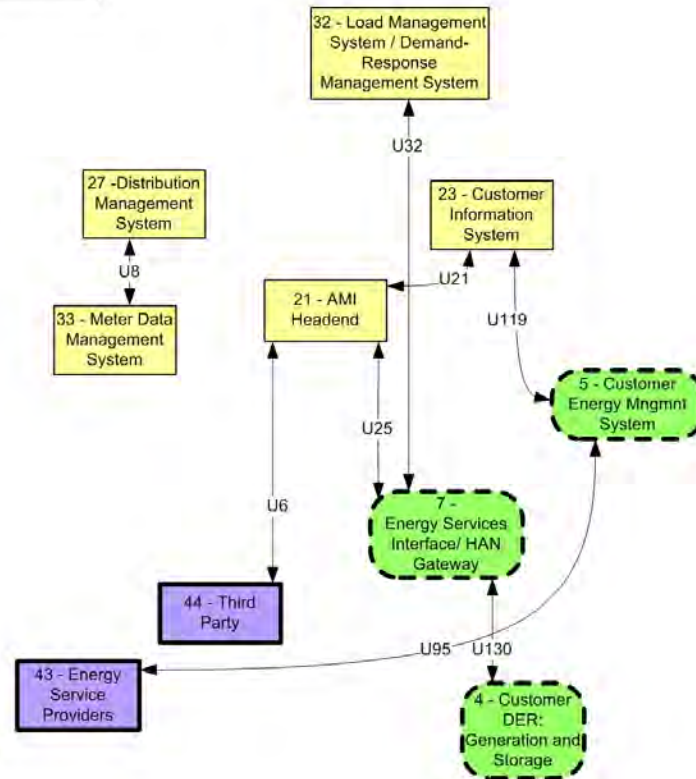 32 - Load Management
System / Demand-
Response
Management System
U32
27 -Distribution
Management
System
23 - Customer
Information
System
U8
U21
21 - AMI
Headend
33 - Meter Data
Management
System
U119
5 - Customer
Energy Mngmnt
System
U25
U6
7 -
Energy Services
Interface/ HAN
Gateway
44 - Third
Party
U95
U130
43 - Energy
Service
Providers
4 - Customer
DER:
Generation and
Storage